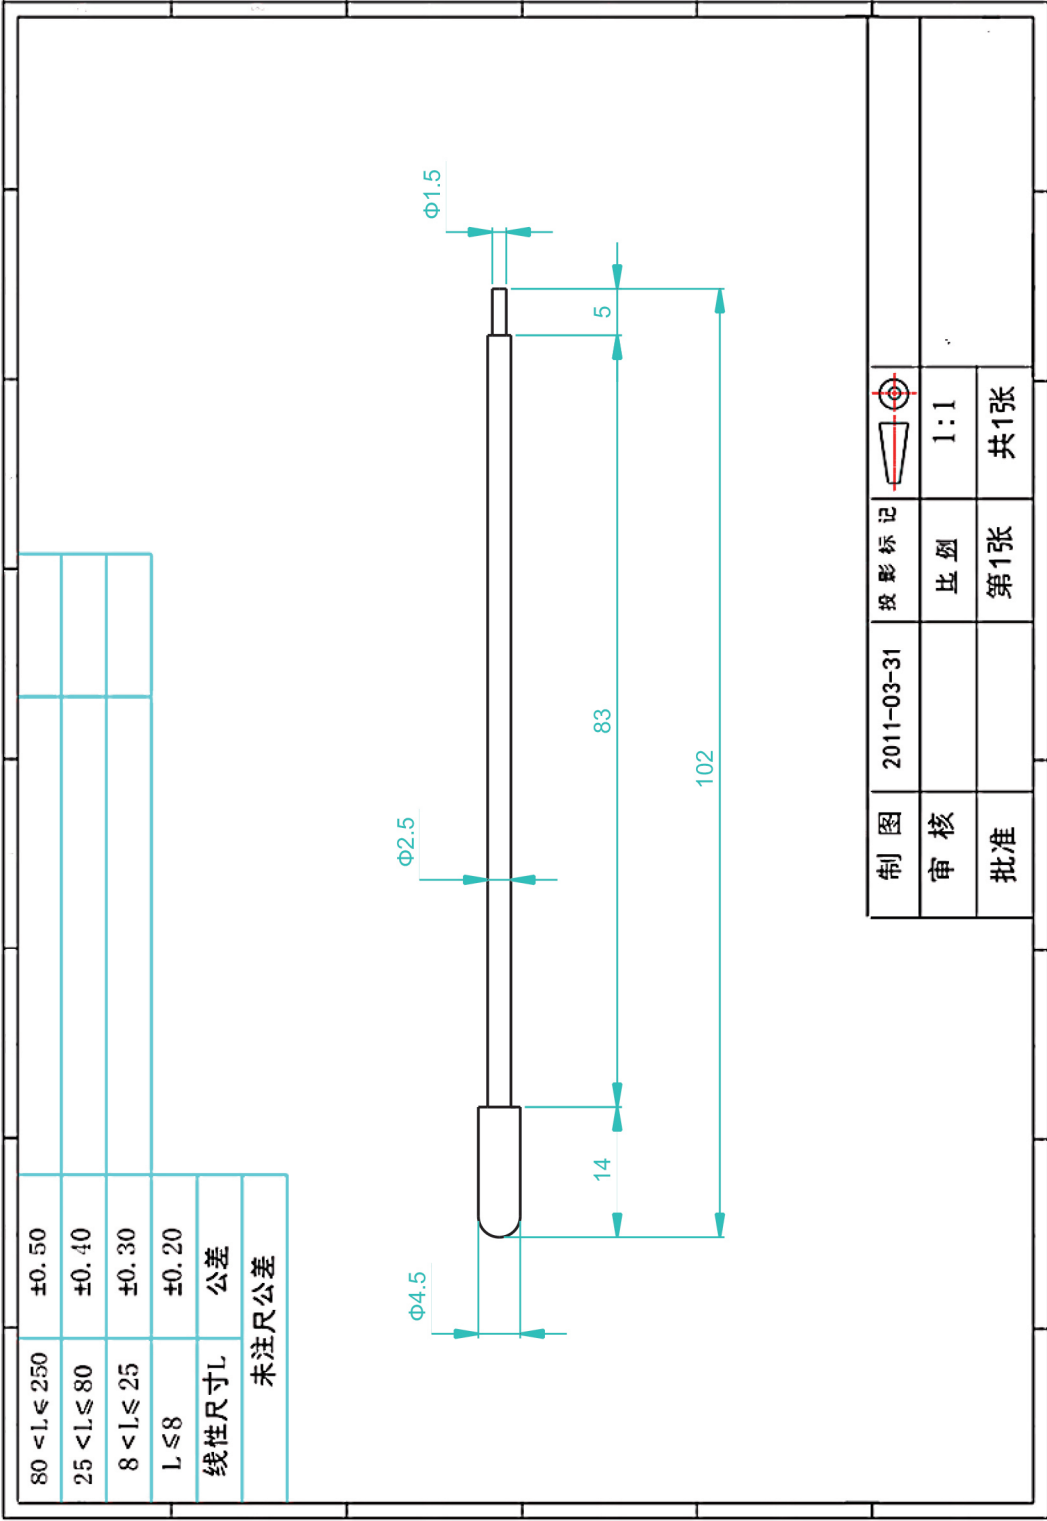 80<L≤250 ±0.50
25<L≤80 ±0.40
8<L≤25 ±0.30
L≤8 ±0.20
线性尺寸L 公差
未注尺公差
Φ4.5
Φ2.5
Φ1.5
14
83
5
102
制图 2011-03-31 投影标记
审核 比例 1:1
批准 第1张 共1张